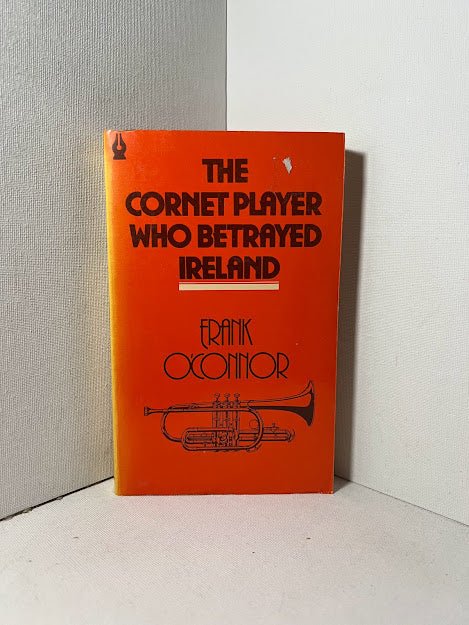 THE
CORNET PLAYER
WHO BETRAYED
IRELAND
FRANK
O'CONNOR